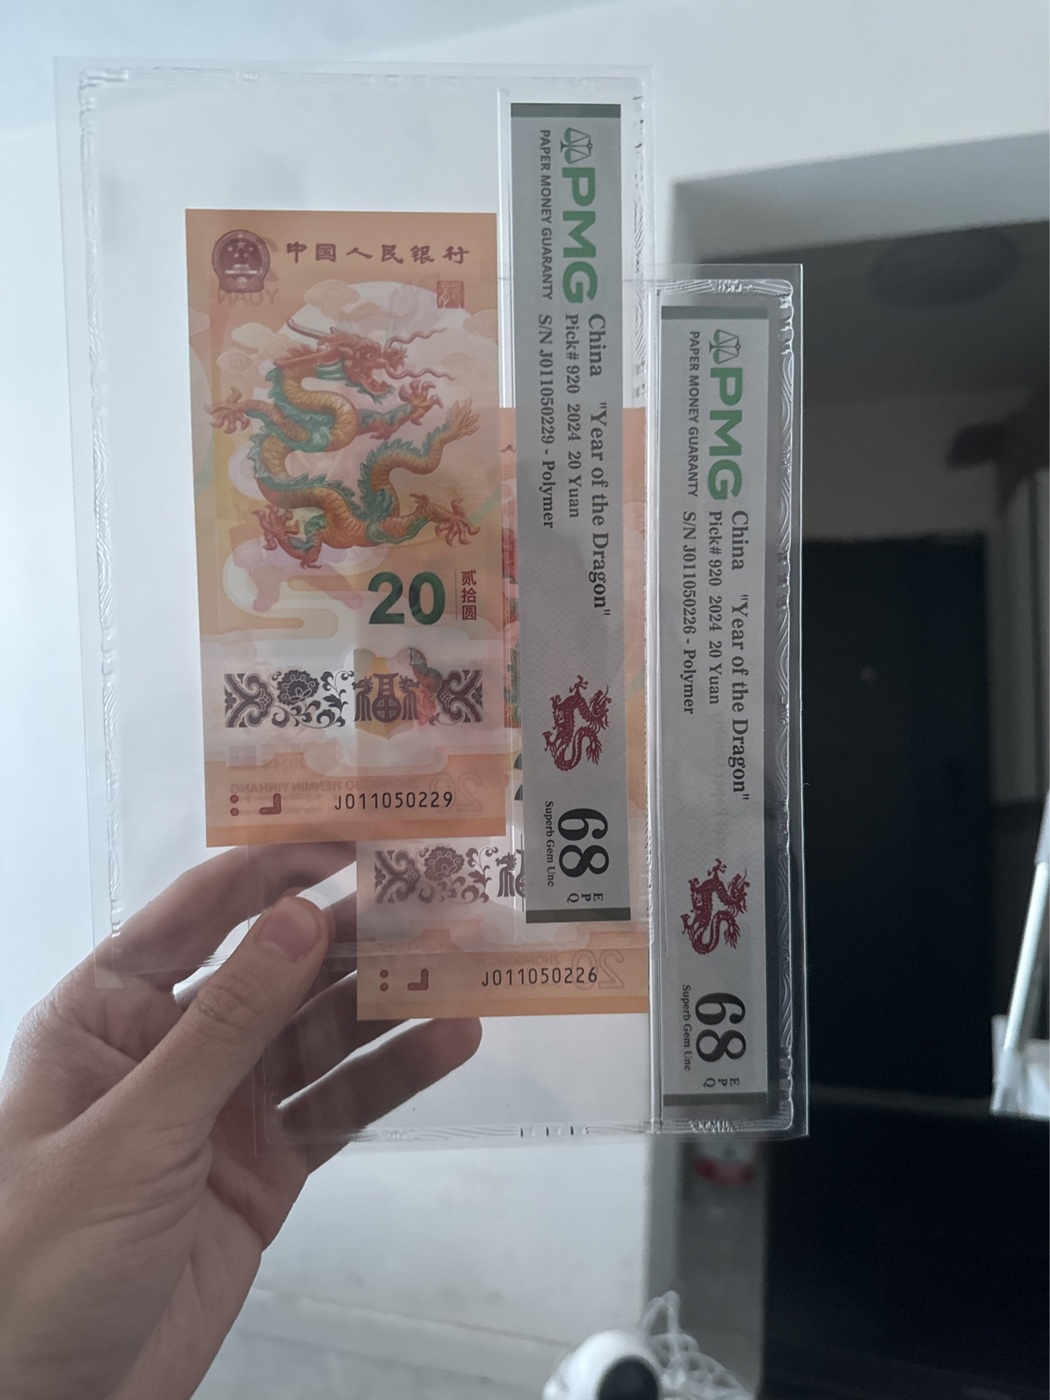 中国人民银行
20
贰拾圆
福
J011050229
PMG
PAPER MONEY GUARANTY
China "Year of the Dragon"
Pick# 920 2024 20 Yuan
S/N J011050229 - Polymer
68
EPQ
Superb Gem Unc
J011050226
PMG
PAPER MONEY GUARANTY
China "Year of the Dragon"
Pick# 920 2024 20 Yuan
S/N J011050226 - Polymer
68
EPQ
Superb Gem Unc